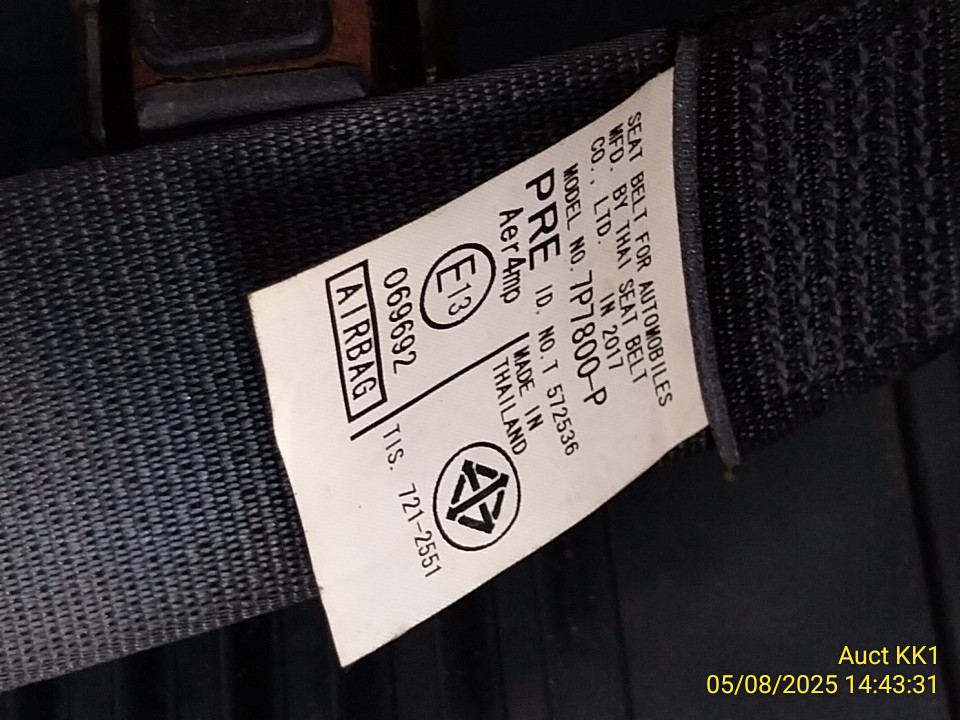 SEAT BELT FOR AUTOMOBILES
MFD. BY THAI SEAT BELT
CO., LTD. IN 2017
MODEL NO. 7P7800-P
PRE ID. NO.T 572536
Aer4mp
MADE IN
THAILAND
E13
069692
AIRBAG
TIS. 721-2551
Auct KK1
05/08/2025 14:43:31